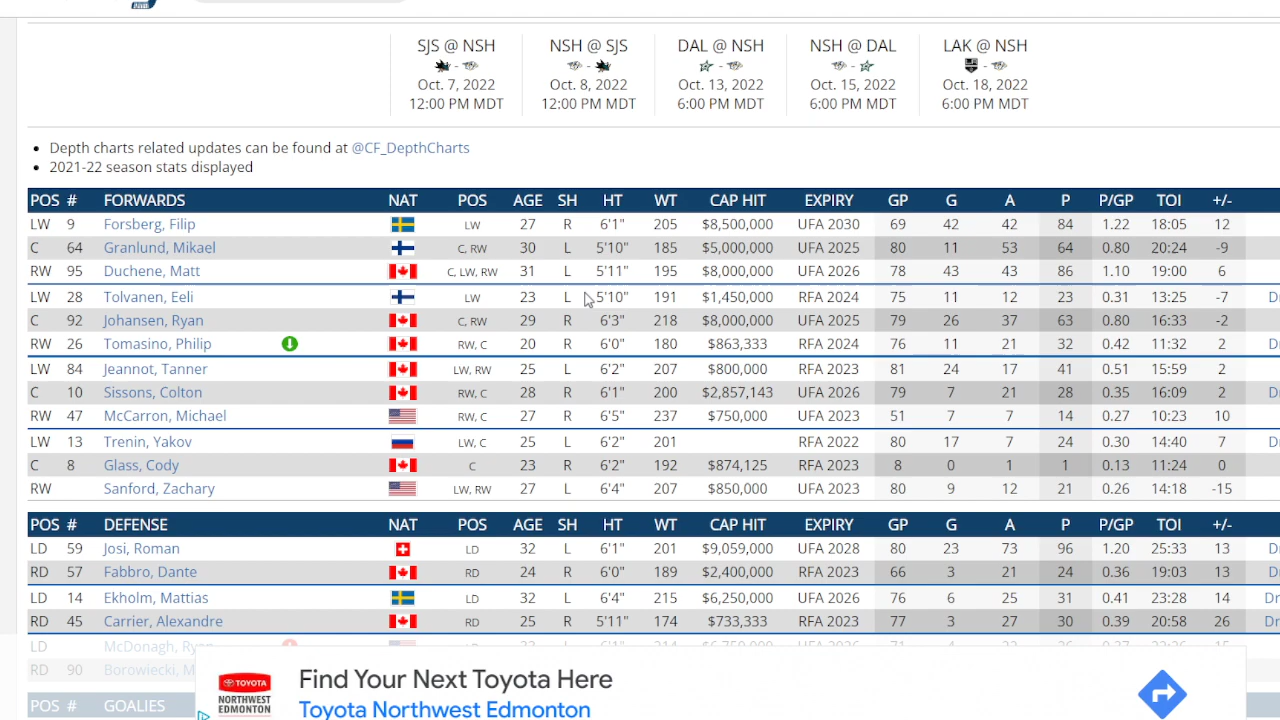 SJS @ NSH NSH @ SJS DAL @ NSH NSH @ DAL LAK @ NSH
- - - - -
Oct. 7, 2022 Oct. 8, 2022 Oct. 13, 2022 Oct. 15, 2022 Oct. 18, 2022
12:00 PM MDT 12:00 PM MDT 6:00 PM MDT 6:00 PM MDT 6:00 PM MDT
• Depth charts related updates can be found at @CF_DepthCharts
• 2021-22 season stats displayed
POS # FORWARDS NAT POS AGE SH HT WT CAP HIT EXPIRY GP G A P P/GP TOI +/-
LW 9 Forsberg, Filip LW 27 R 6'1" 205 $8,500,000 UFA 2030 69 42 42 84 1.22 18:05 12
C 64 Granlund, Mikael C, RW 30 L 5'10" 185 $5,000,000 UFA 2025 80 11 53 64 0.80 20:24 -9
RW 95 Duchene, Matt C, LW, RW 31 L 5'11" 195 $8,000,000 UFA 2026 78 43 43 86 1.10 19:00 6
LW 28 Tolvanen, Eeli LW 23 L 5'10" 191 $1,450,000 RFA 2024 75 11 12 23 0.31 13:25 -7
C 92 Johansen, Ryan C, RW 29 R 6'3" 218 $8,000,000 UFA 2025 79 26 37 63 0.80 16:33 -2
RW 26 Tomasino, Philip RW, C 20 R 6'0" 180 $863,333 RFA 2024 76 11 21 32 0.42 11:32 2
LW 84 Jeannot, Tanner LW, RW 25 L 6'2" 207 $800,000 RFA 2023 81 24 17 41 0.51 15:59 2
C 10 Sissons, Colton RW, C 28 R 6'1" 200 $2,857,143 UFA 2026 79 7 21 28 0.35 16:09 2
RW 47 McCarron, Michael RW, C 27 R 6'5" 237 $750,000 UFA 2023 51 7 7 14 0.27 10:23 10
LW 13 Trenin, Yakov LW, C 25 L 6'2" 201 RFA 2022 80 17 7 24 0.30 14:40 7
C 8 Glass, Cody C 23 R 6'2" 192 $874,125 RFA 2023 8 0 1 1 0.13 11:24 0
RW Sanford, Zachary LW, RW 27 L 6'4" 207 $850,000 UFA 2023 80 9 12 21 0.26 14:18 -15
POS # DEFENSE NAT POS AGE SH HT WT CAP HIT EXPIRY GP G A P P/GP TOI +/-
LD 59 Josi, Roman LD 32 L 6'1" 201 $9,059,000 UFA 2028 80 23 73 96 1.20 25:33 13
RD 57 Fabbro, Dante RD 24 R 6'0" 189 $2,400,000 RFA 2023 66 3 21 24 0.36 19:03 13
LD 14 Ekholm, Mattias LD 32 L 6'4" 215 $6,250,000 UFA 2026 76 6 25 31 0.41 23:28 14
RD 45 Carrier, Alexandre RD 25 R 5'11" 174 $733,333 RFA 2023 77 3 27 30 0.39 20:58 26
LD McDonagh,
RD 90 Borowiecki,
POS # GOALIES
Find Your Next Toyota Here
TOYOTA
NORTHWEST
EDMONTON
Toyota Northwest Edmonton